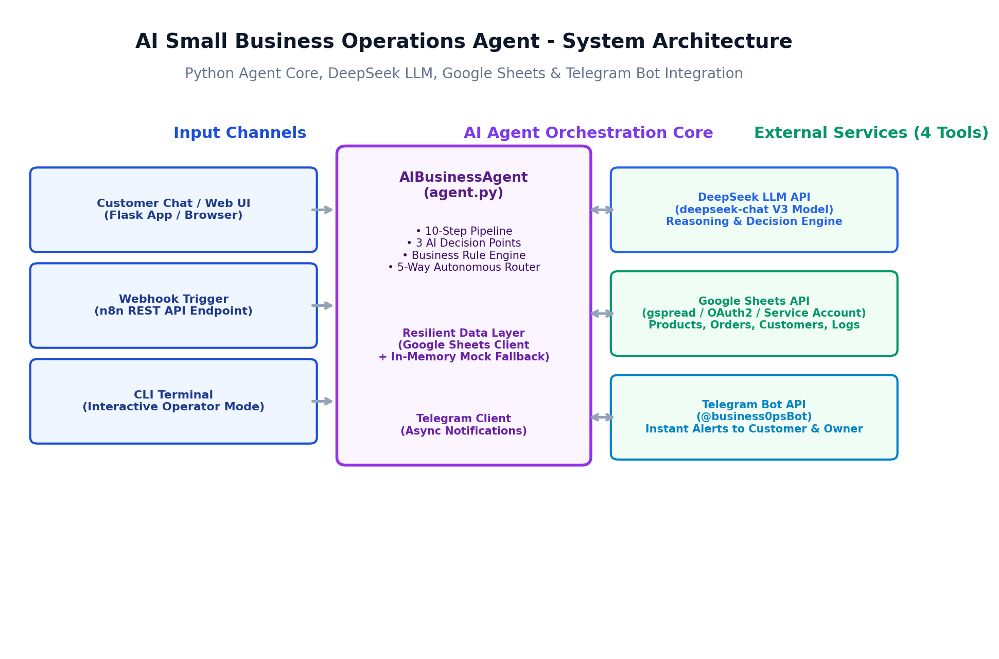 AI Small Business Operations Agent - System Architecture
Python Agent Core, DeepSeek LLM, Google Sheets & Telegram Bot Integration
Input Channels
Customer Chat / Web UI
(Flask App / Browser)
Webhook Trigger
(n8n REST API Endpoint)
CLI Terminal
(Interactive Operator Mode)
AI Agent Orchestration Core
AIBusinessAgent
(agent.py)
• 10-Step Pipeline
• 3 AI Decision Points
• Business Rule Engine
• 5-Way Autonomous Router
Resilient Data Layer
(Google Sheets Client
+ In-Memory Mock Fallback)
Telegram Client
(Async Notifications)
External Services (4 Tools)
DeepSeek LLM API
(deepseek-chat V3 Model)
Reasoning & Decision Engine
Google Sheets API
(gspread / OAuth2 / Service Account)
Products, Orders, Customers, Logs
Telegram Bot API
(@business0psBot)
Instant Alerts to Customer & Owner